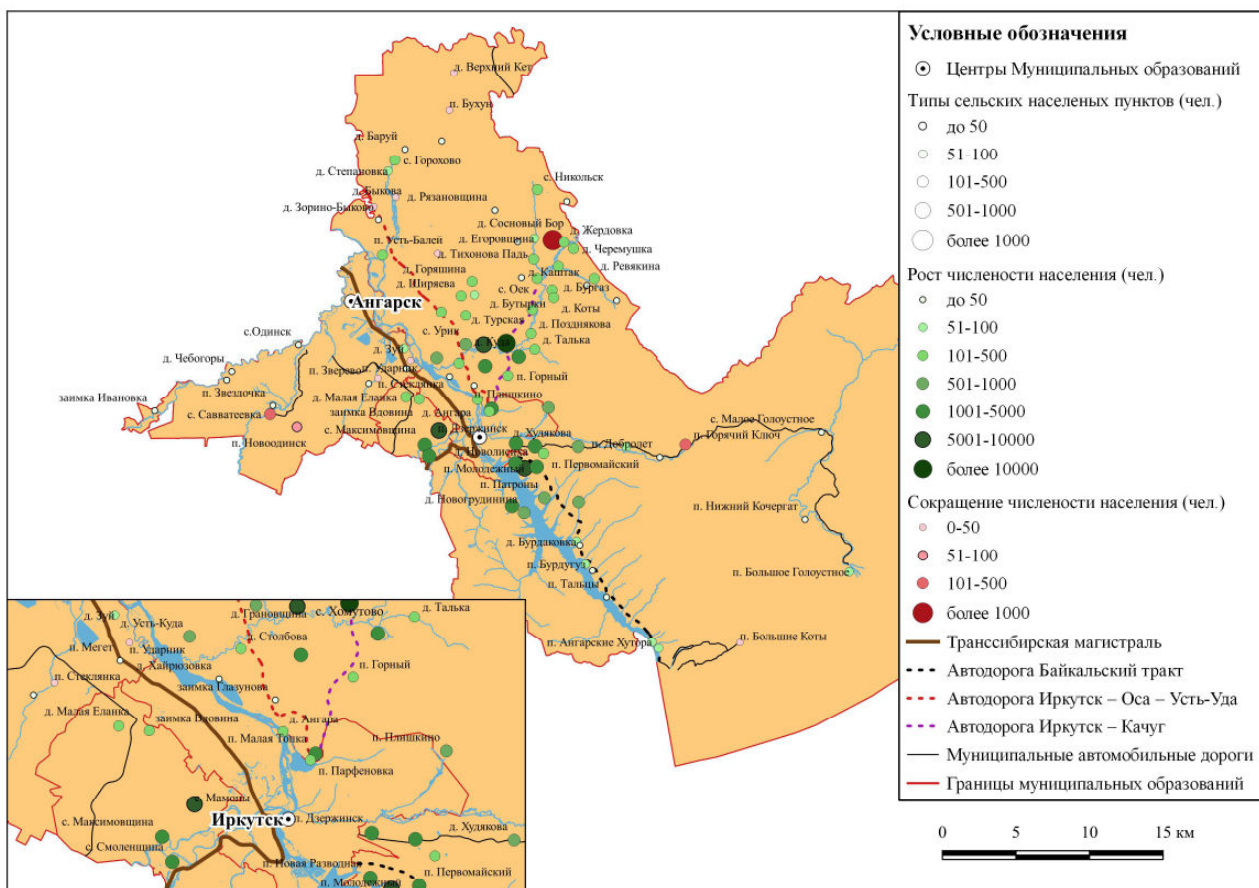 д. Верхний Кет
п. Бухун
д. Баруй
с. Горохово
д. Степановка
д. Быкова
д. Рязановщина
д. Зорино-Быково
с. Никольск
д. Сосновый Бор
д. Жердовка
п. Усть-Балей
д. Егоровщина
д. Черемушка
д. Тихонова Падь
д. Ревякина
д. Горяшина
д. Каштак
д. Ширяева
с. Оек
д. Бургаз
Ангарск
д. Бутырки
д. Коты
д. Турская
д. Позднякова
с. Урик
с.Одинск
д. Куда
д. Талька
д. Зуй
д. Чебогоры
п. Зверево
п. Ударник
п. Горный
п. Стеклянка
п. Звездочка
заимка Ивановка
д. Малая Еланка
п. Плишкино
с. Савватеевка
заимка Вдовина
д. Ангара
с. Малое Голоустное
п. Новоодинск
с. Максимовщина
п. Дзержинск
д. Худякова
п. Добролет
п. Горячий Ключ
д. Новолисиха
п. Молодежный
п. Первомайский
п. Патроны
д. Новогрудинина
п. Нижний Кочергат
д. Бурдаковка
п. Бурдугуз
п. Большое Голоустное
п. Тальцы
п. Ангарские Хутора
п. Большие Коты
д. Грановщина
с. Хомутово
д. Талька
д. Зуй
д. Усть-Куда
д. Столбова
п. Мегет
п. Ударник
п. Горный
д. Хайрюзовка
п. Стеклянка
заимка Глазунова
д. Малая Еланка
заимка Вдовина
д. Ангара
п. Малая Топка
п. Плишкино
п. Парфеновка
с. Мамоны
с. Максимовщина
Иркутск
п. Дзержинск
с. Смоленщина
д. Худякова
п. Новая Разводная
п. Молодежный
п. Первомайский
Условные обозначения
Центры Муниципальных образований
Типы сельских населеных пунктов (чел.)
до 50
51-100
101-500
501-1000
более 1000
Рост числености населения (чел.)
до 50
51-100
101-500
501-1000
1001-5000
5001-10000
более 10000
Сокращение числености населения (чел.)
0-50
51-100
101-500
более 1000
Транссибирская магистраль
Автодорога Байкальский тракт
Автодорога Иркутск – Оса – Усть-Уда
Автодорога Иркутск – Качуг
Муниципальные автомобильные дороги
Границы муниципальных образований
0 5 10 15 км